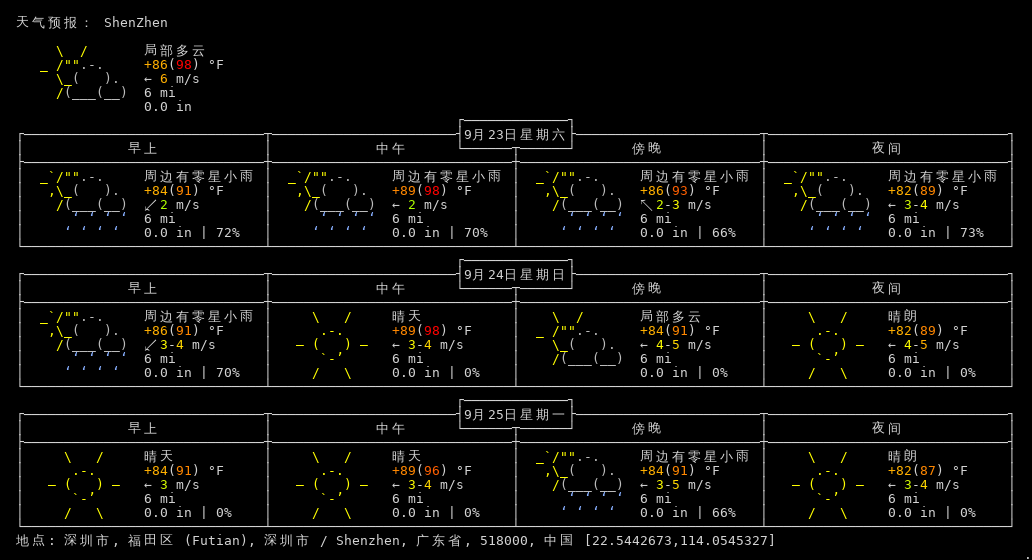 天气预报： ShenZhen
局部多云
+86(98) °F
← 6 m/s
6 mi
0.0 in
9月23日星期六
早上 中午 傍晚 夜间
周边有零星小雨 周边有零星小雨 周边有零星小雨 周边有零星小雨
+84(91) °F +89(98) °F +86(93) °F +82(89) °F
↙ 2 m/s ← 2 m/s ↖ 2-3 m/s ← 3-4 m/s
6 mi 6 mi 6 mi 6 mi
0.0 in | 72% 0.0 in | 70% 0.0 in | 66% 0.0 in | 73%
9月24日星期日
早上 中午 傍晚 夜间
周边有零星小雨 晴天 局部多云 晴朗
+86(91) °F +89(98) °F +84(91) °F +82(89) °F
↙ 3-4 m/s ← 3-4 m/s ← 4-5 m/s ← 4-5 m/s
6 mi 6 mi 6 mi 6 mi
0.0 in | 70% 0.0 in | 0% 0.0 in | 0% 0.0 in | 0%
9月25日星期一
早上 中午 傍晚 夜间
晴天 晴天 周边有零星小雨 晴朗
+84(91) °F +89(96) °F +84(91) °F +82(87) °F
← 3 m/s ← 3-4 m/s ← 3-5 m/s ← 3-4 m/s
6 mi 6 mi 6 mi 6 mi
0.0 in | 0% 0.0 in | 0% 0.0 in | 66% 0.0 in | 0%
地点: 深圳市, 福田区 (Futian), 深圳市 / Shenzhen, 广东省, 518000, 中国 [22.5442673,114.0545327]